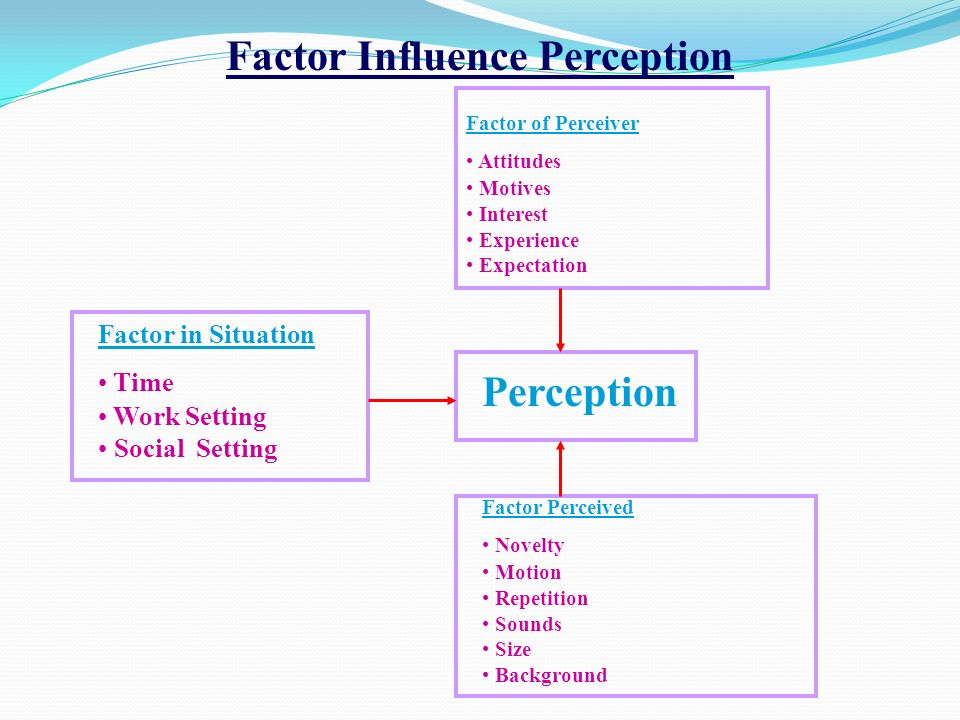 Factor Influence Perception
Factor of Perceiver
• Attitudes
• Motives
• Interest
• Experience
• Expectation
Factor in Situation
• Time
• Work Setting
• Social Setting
Perception
Factor Perceived
• Novelty
• Motion
• Repetition
• Sounds
• Size
• Background